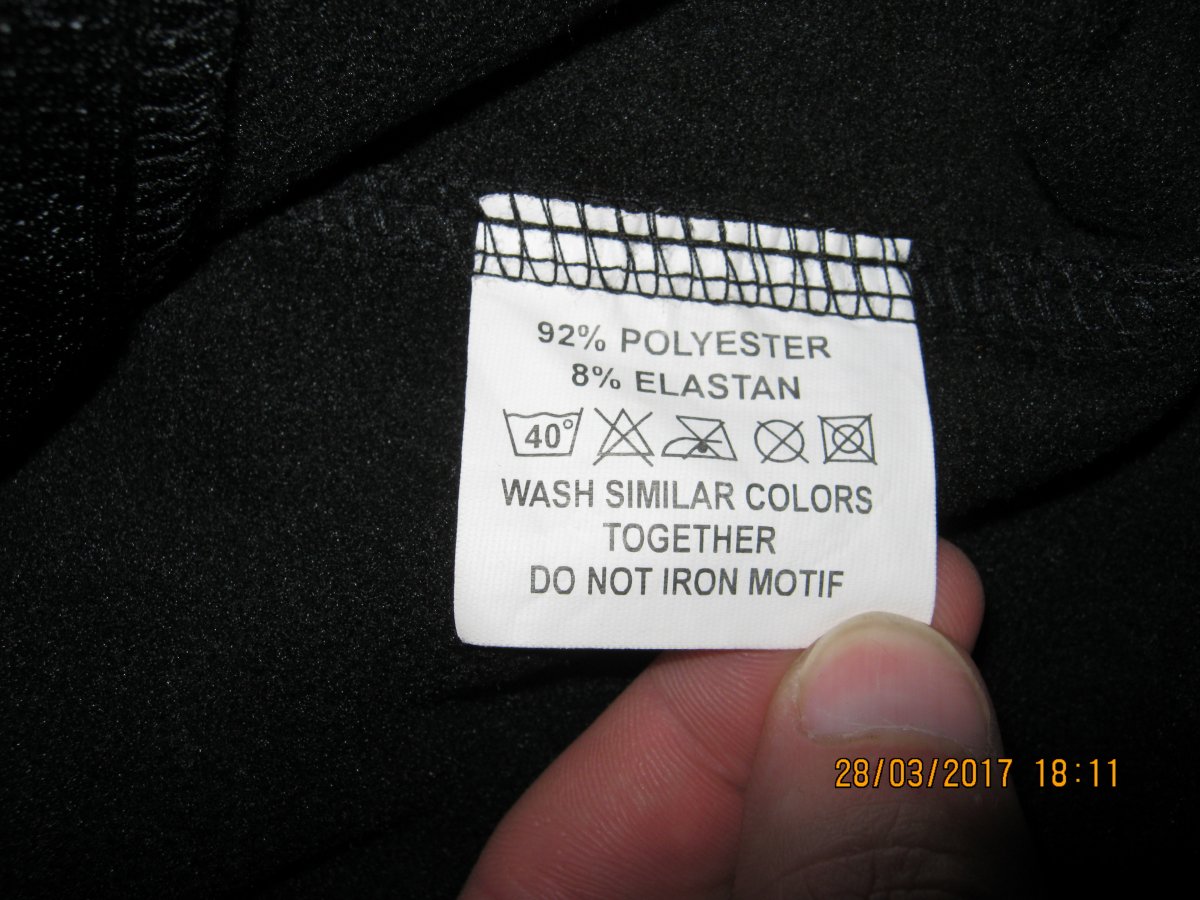 92% POLYESTER
8% ELASTAN
40°
WASH SIMILAR COLORS
TOGETHER
DO NOT IRON MOTIF
28/03/2017 18:11